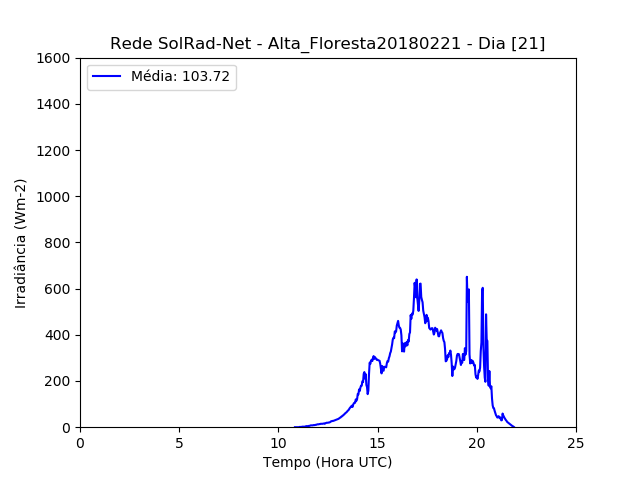 Rede SolRad-Net - Alta_Floresta20180221 - Dia [21]
Média: 103.72
1600
1400
1200
1000
800
600
400
200
0
Irradiância (Wm-2)
0 5 10 15 20 25
Tempo (Hora UTC)